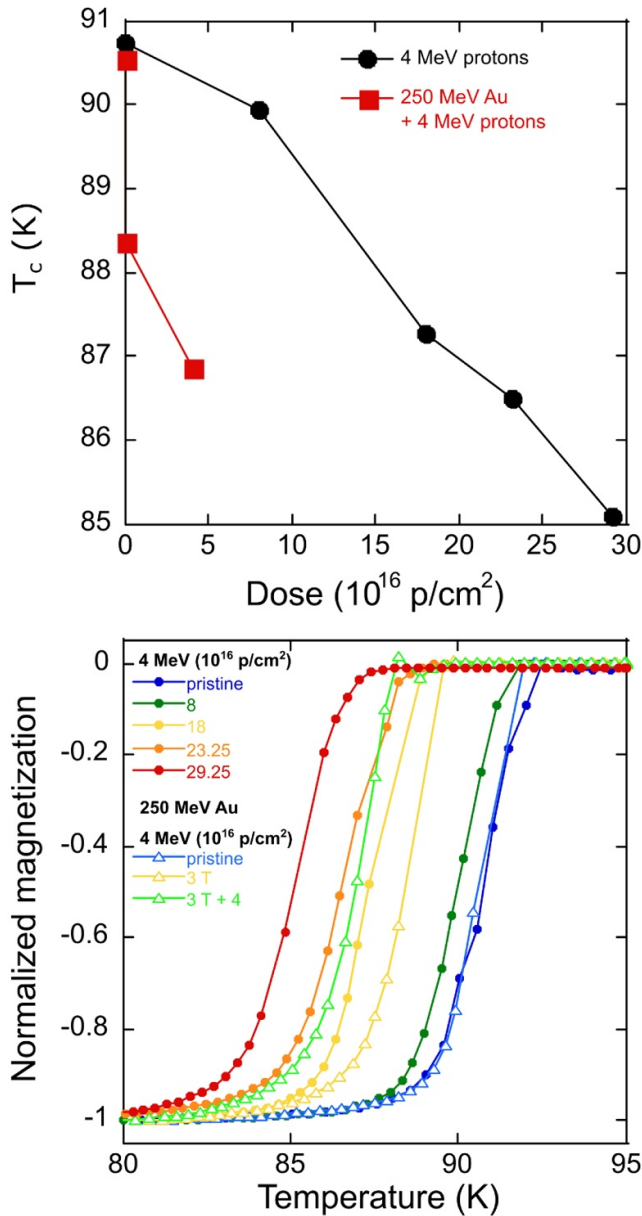 91
90
89
88
87
86
85
T_c (K)
4 MeV protons
250 MeV Au
+ 4 MeV protons
0 5 10 15 20 25 30
Dose (10^16 p/cm^2)
0
-0.2
-0.4
-0.6
-0.8
-1
Normalized magnetization
4 MeV (10^16 p/cm^2)
pristine
8
18
23.25
29.25
250 MeV Au
4 MeV (10^16 p/cm^2)
pristine
3 T
3 T + 4
80 85 90 95
Temperature (K)